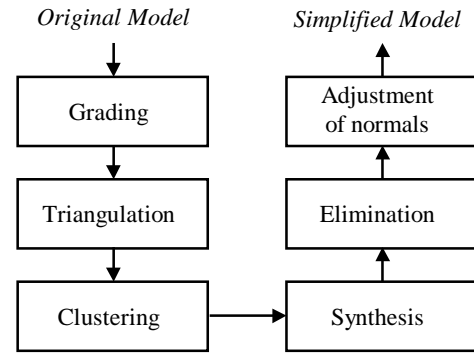 Original Model
Grading
Triangulation
Clustering
Simplified Model
Adjustment
of normals
Elimination
Synthesis